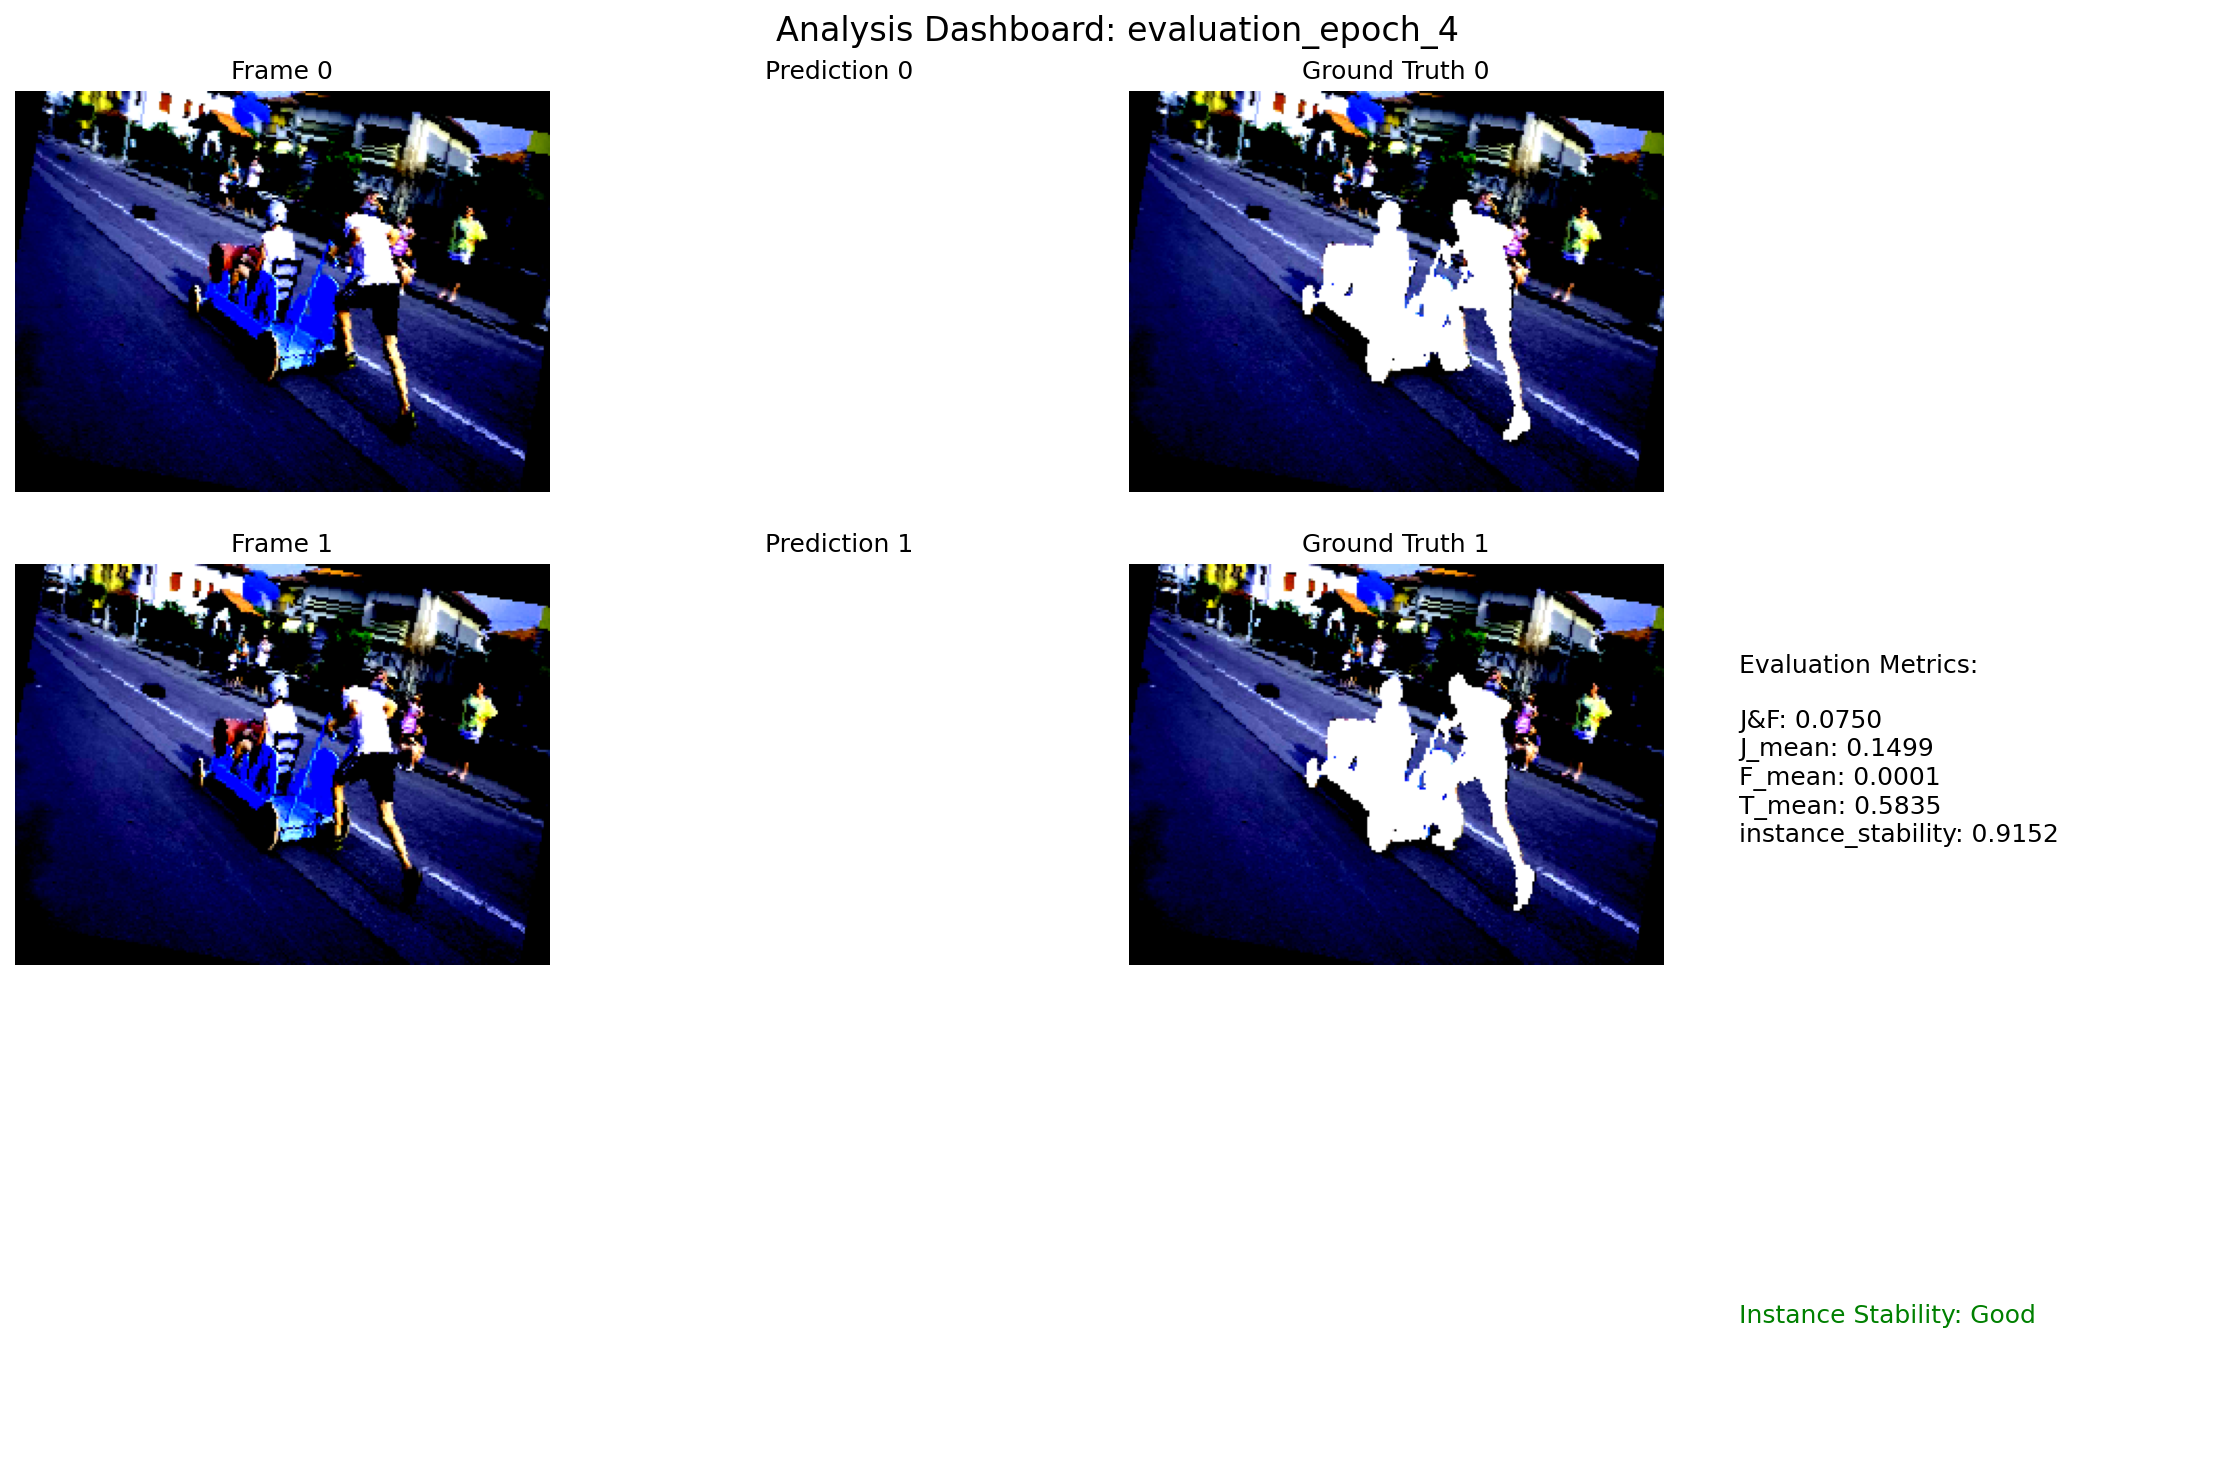 Analysis Dashboard: evaluation_epoch_4
Frame 0
Prediction 0
Ground Truth 0
Frame 1
Prediction 1
Ground Truth 1
Evaluation Metrics:
J&F: 0.0750
J_mean: 0.1499
F_mean: 0.0001
T_mean: 0.5835
instance_stability: 0.9152
Instance Stability: Good